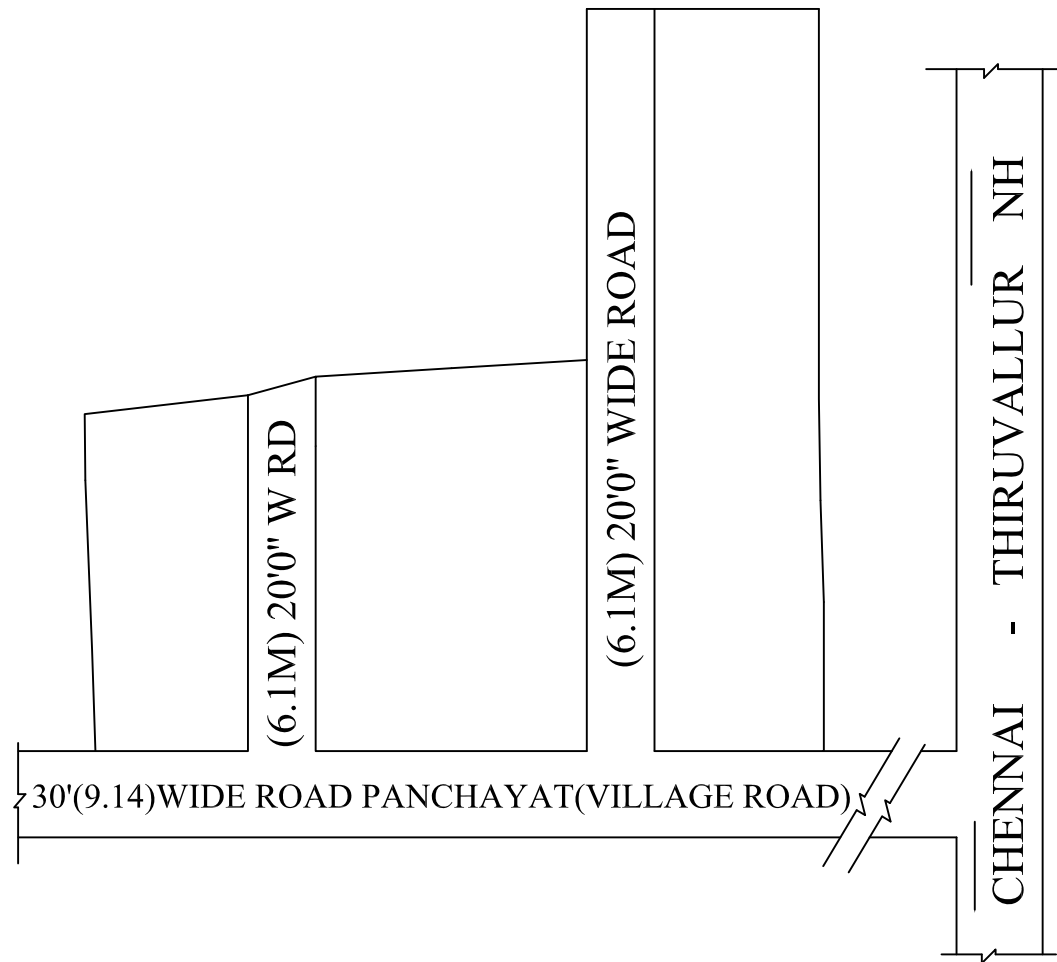 (6.1M) 20'0" W RD
(6.1M) 20'0" WIDE ROAD
CHENNAI - THIRUVALLUR NH
30'(9.14)WIDE ROAD PANCHAYAT(VILLAGE ROAD)